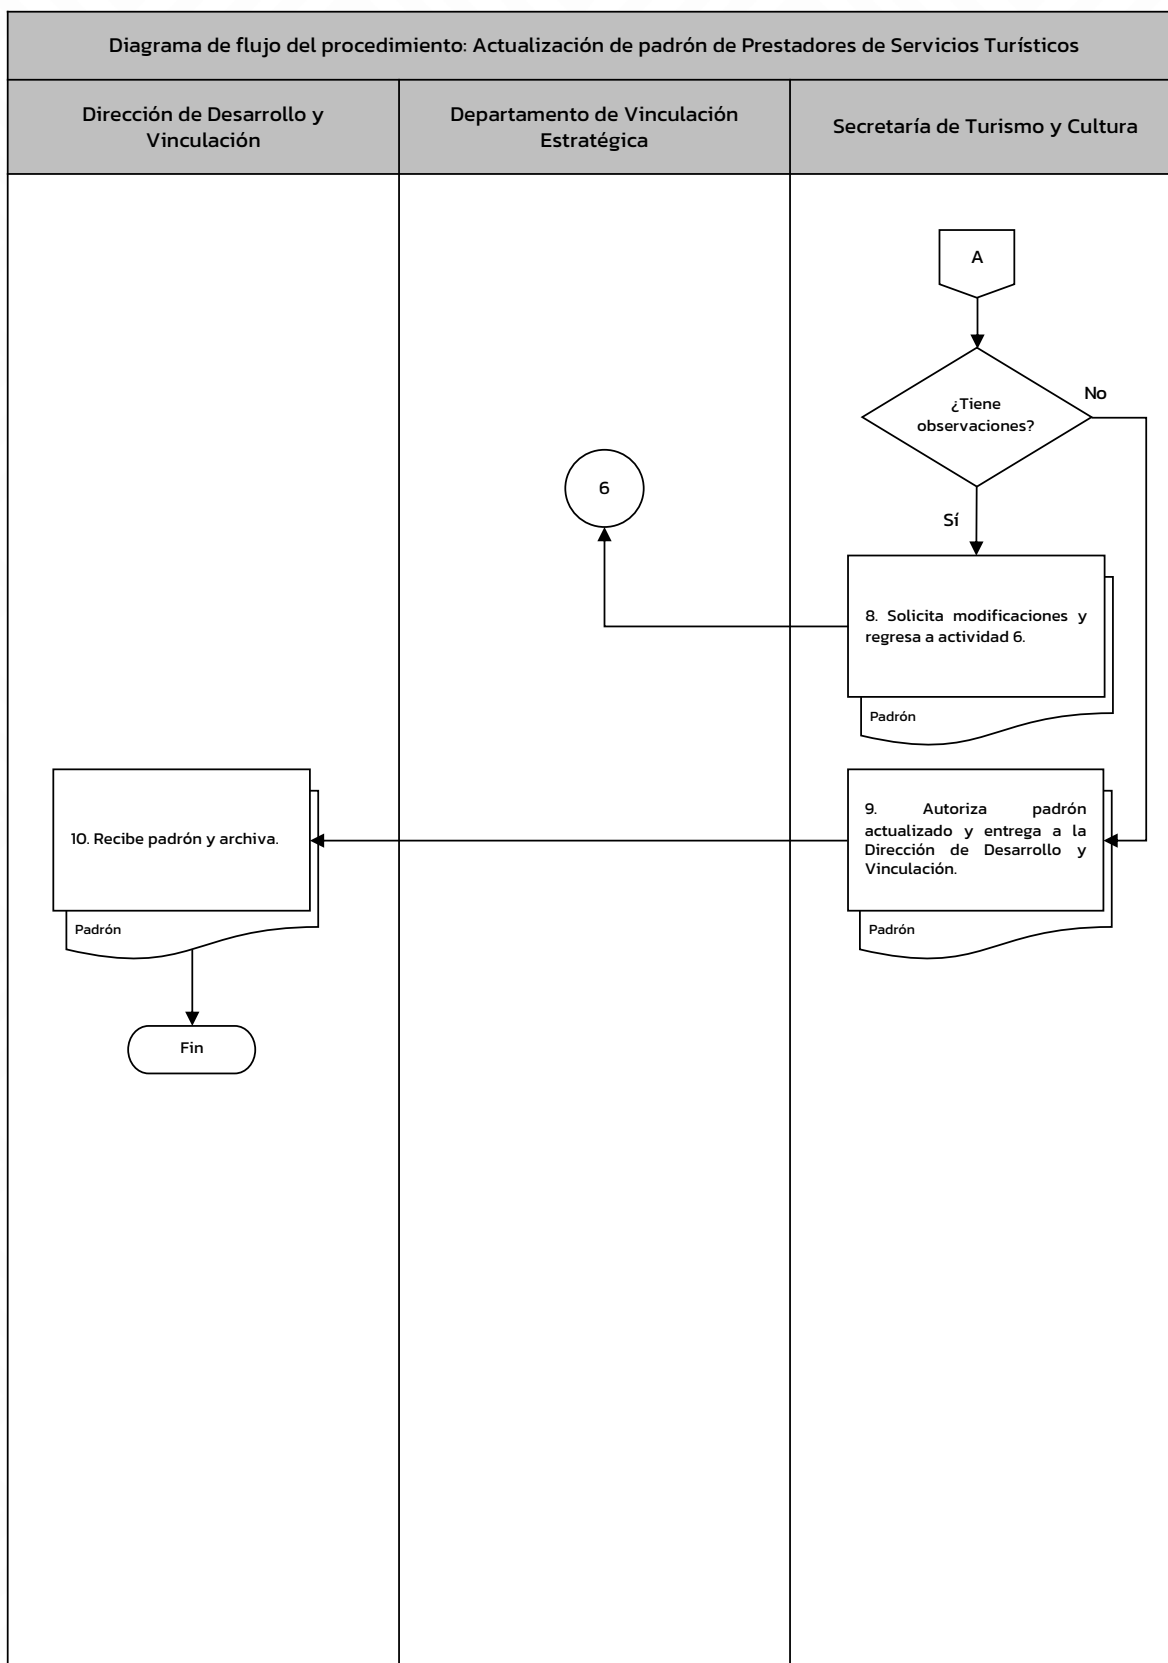 Diagrama de flujo del procedimiento: Actualización de padrón de Prestadores de Servicios Turísticos
Dirección de Desarrollo y
Vinculación
Departamento de Vinculación
Estratégica
Secretaría de Turismo y Cultura
A
¿Tiene
observaciones?
No
6
Sí
8. Solicita modificaciones y
regresa a actividad 6.
Padrón
10. Recibe padrón y archiva.
Padrón
9. Autoriza padrón
actualizado y entrega a la
Dirección de Desarrollo y
Vinculación.
Padrón
Fin